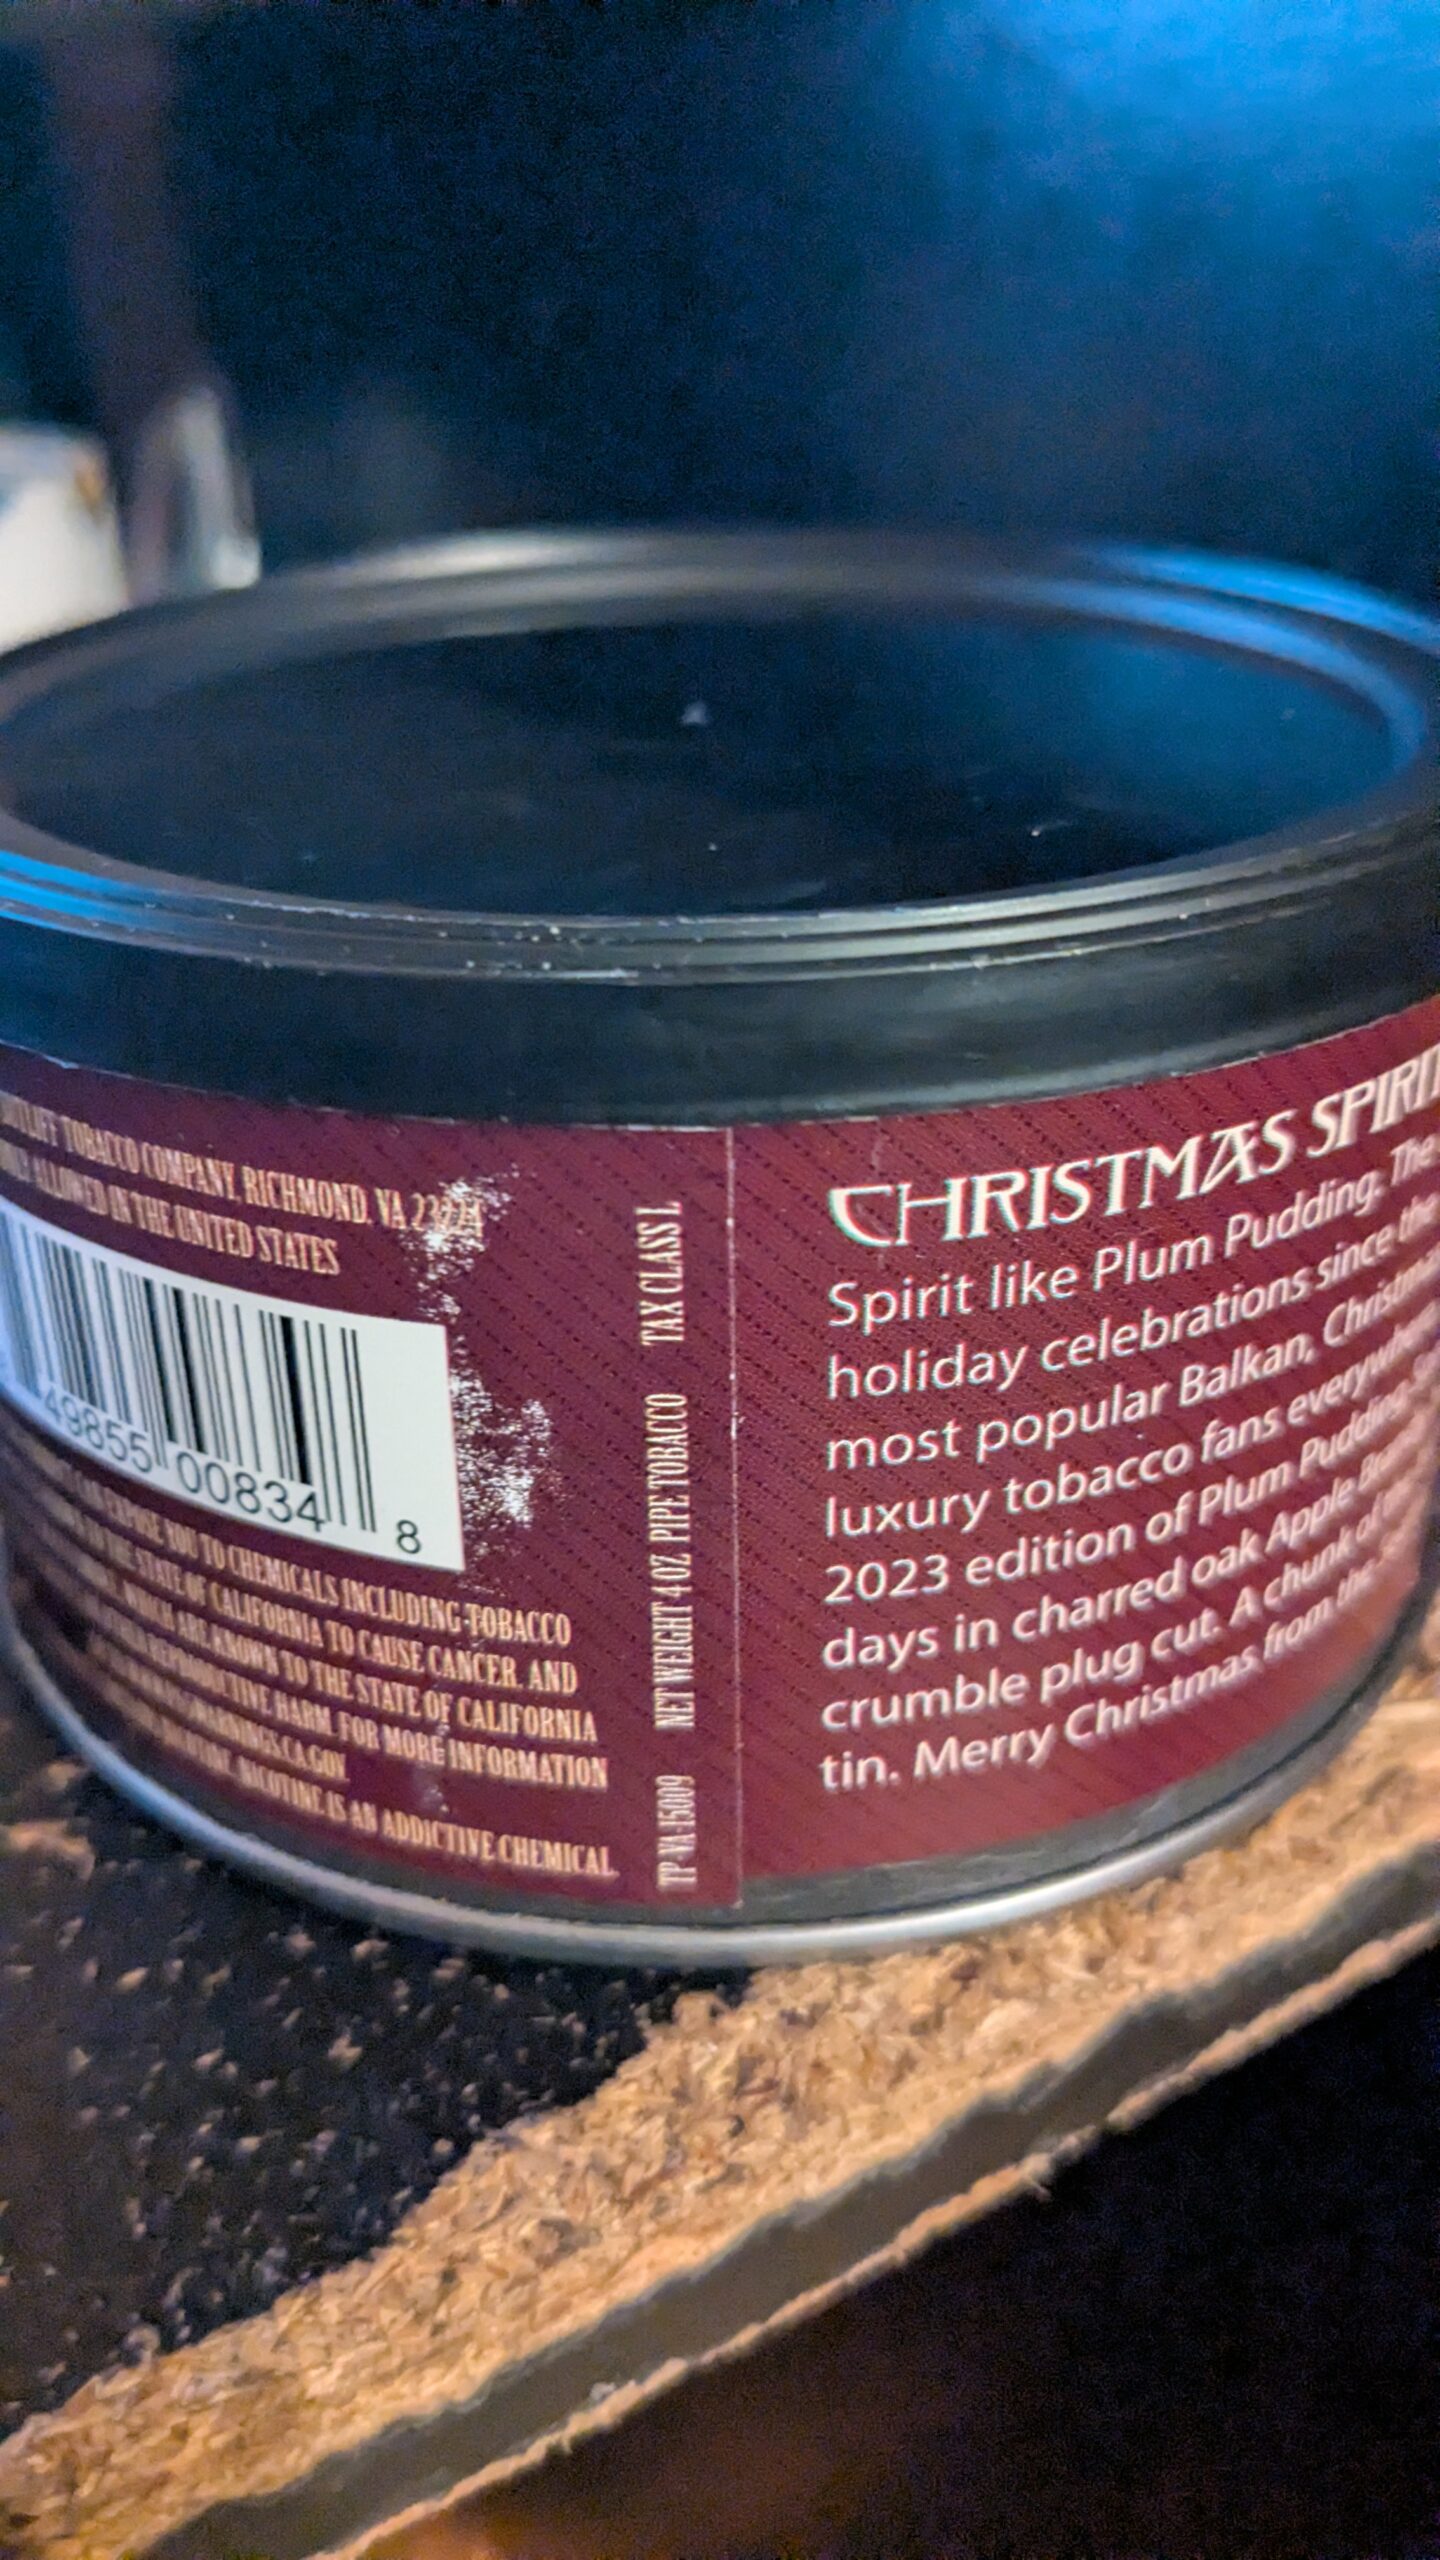 TOBACCO COMPANY, RICHMOND, VA
ALLOWED IN THE UNITED STATES
49855 00834 8
EXPOSE YOU TO CHEMICALS INCLUDING TOBACCO
TO THE STATE OF CALIFORNIA TO CAUSE CANCER, AND
WHICH ARE KNOWN TO THE STATE OF CALIFORNIA
REPRODUCTIVE HARM. FOR MORE INFORMATION
NICOTINE IS AN ADDICTIVE CHEMICAL.
TP-VA-15009 NET WEIGHT 4 OZ PIPE TOBACCO TAX CLASS L
CHRISTMAS SPIRIT
Spirit like Plum Pudding. The
holiday celebrations since the
most popular Balkan, Christmas
luxury tobacco fans everywhere
2023 edition of Plum Pudding
days in charred oak Apple
crumble plug cut. A chunk of
tin. Merry Christmas from the